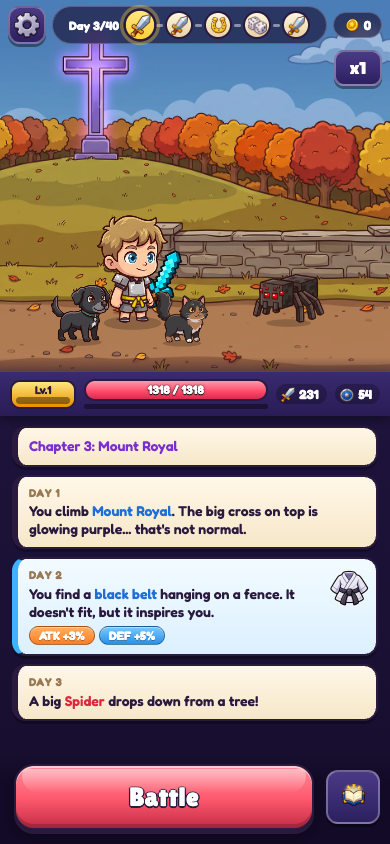 Day 3/40
0
x1
Lv.1
1318 / 1318
231
54
Chapter 3: Mount Royal
DAY 1
You climb Mount Royal. The big cross on top is
glowing purple... that's not normal.
DAY 2
You find a black belt hanging on a fence. It
doesn't fit, but it inspires you.
ATK +3%
DEF +5%
DAY 3
A big Spider drops down from a tree!
Battle